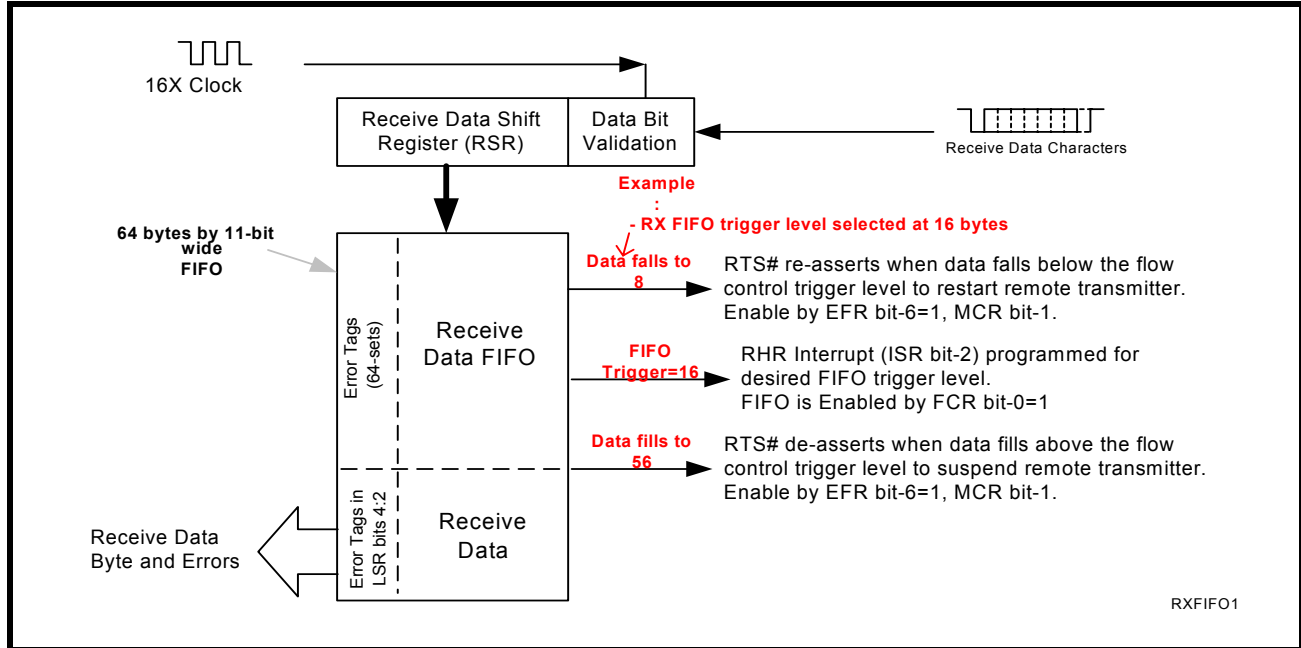 16X Clock
Receive Data Shift
Register (RSR)
Data Bit
Validation
Receive Data Characters
Example
:
- RX FIFO trigger level selected at 16 bytes
64 bytes by 11-bit
wide
FIFO
Data falls to
8
RTS# re-asserts when data falls below the flow
control trigger level to restart remote transmitter.
Enable by EFR bit-6=1, MCR bit-1.
Error Tags
(64-sets)
Receive
Data FIFO
FIFO
Trigger=16
RHR Interrupt (ISR bit-2) programmed for
desired FIFO trigger level.
FIFO is Enabled by FCR bit-0=1
Data fills to
56
RTS# de-asserts when data fills above the flow
control trigger level to suspend remote transmitter.
Enable by EFR bit-6=1, MCR bit-1.
Error Tags in
LSR bits 4:2
Receive
Data
Receive Data
Byte and Errors
RXFIFO1